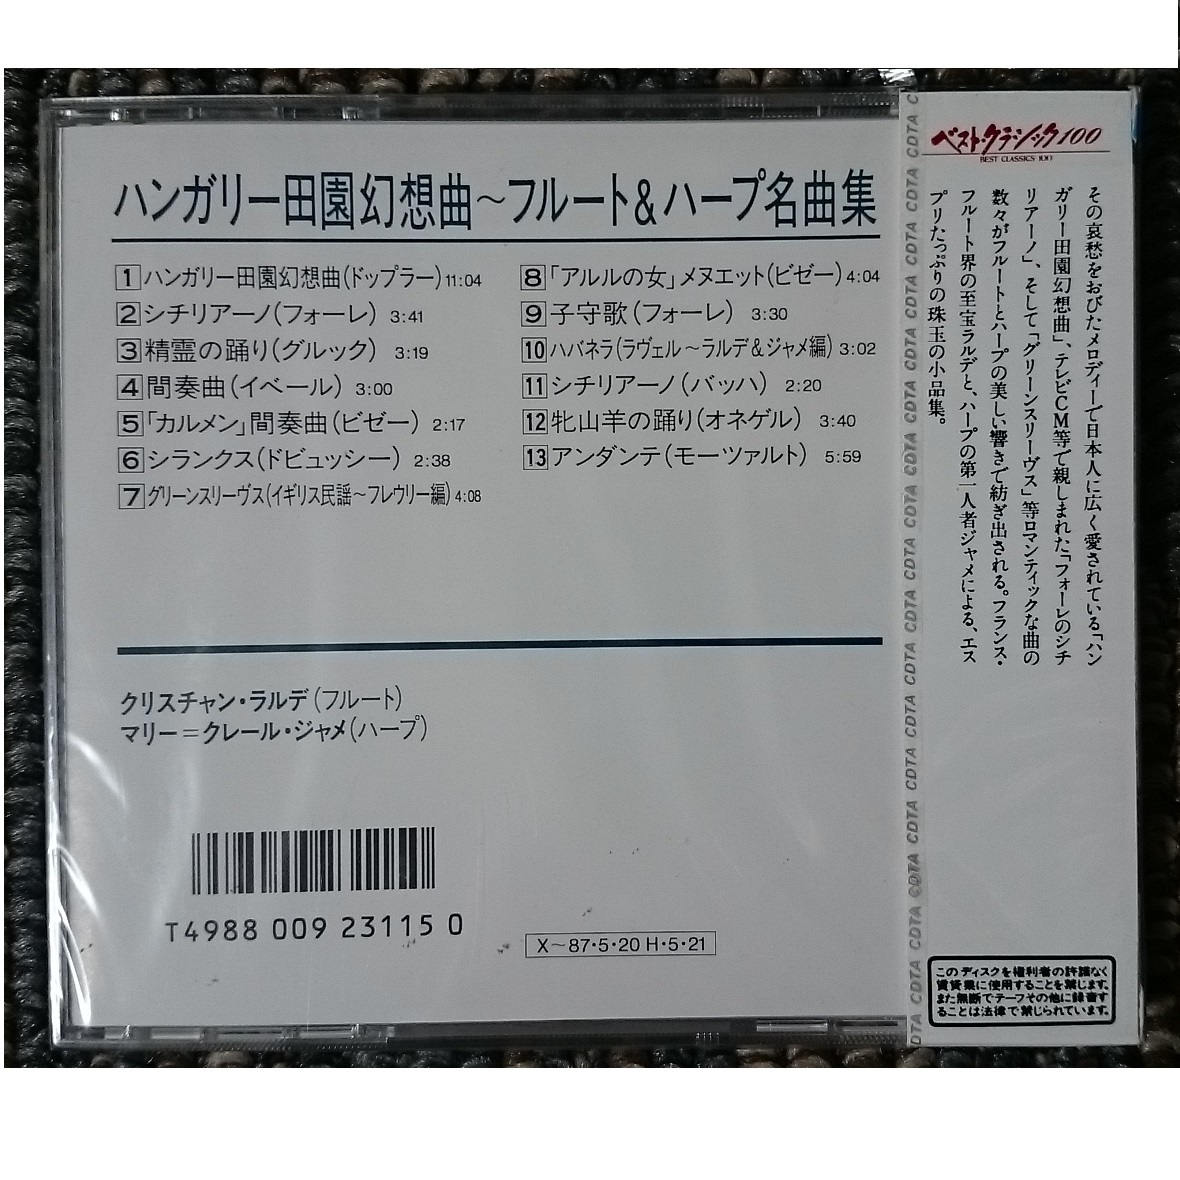 ハンガリー田園幻想曲～フルート&ハープ名曲集
1 ハンガリー田園幻想曲(ドップラー) 11:04
2 シチリアーノ(フォーレ) 3:41
3 精霊の踊り(グルック) 3:19
4 間奏曲(イベール) 3:00
5 「カルメン」間奏曲(ビゼー) 2:17
6 シランクス(ドビュッシー) 2:38
7 グリーンスリーヴス(イギリス民謡～フレウリー編) 4:08
8 「アルルの女」メヌエット(ビゼー) 4:04
9 子守歌(フォーレ) 3:30
10 ハバネラ(ラヴェル～ラルデ&ジャメ編) 3:02
11 シチリアーノ(バッハ) 2:20
12 牝山羊の踊り(オネゲル) 3:40
13 アンダンテ(モーツァルト) 5:59
クリスチャン・ラルデ(フルート)
マリー=クレール・ジャメ(ハープ)
T4988 009 23115 0
X～87・5・20 H・5・21
CDTA CDTA CDTA CDTA CDTA CDTA CDTA CDTA CDTA CDTA CDTA CDTA CDTA CDTA CDTA CDTA CDTA
ベスト・クラシック100
BEST CLASSICS 100
その哀愁をおびたメロディーで日本人に広く愛されている「ハン
ガリー田園幻想曲」、テレビCM等で親しまれた「フォーレのシチ
リアーノ」、そして「グリーンスリーヴス」等ロマンティックな曲の
数々がフルートとハープの美しい響きで紡ぎ出される。フランス・
フルート界の至宝ラルデと、ハープの第一人者ジャメによる、エス
プリたっぷりの珠玉の小品集。
このディスクを権利者の許諾なく
賃貸業に使用することを禁じます。
また無断でテープその他に録音す
ることは法律で禁じられています。